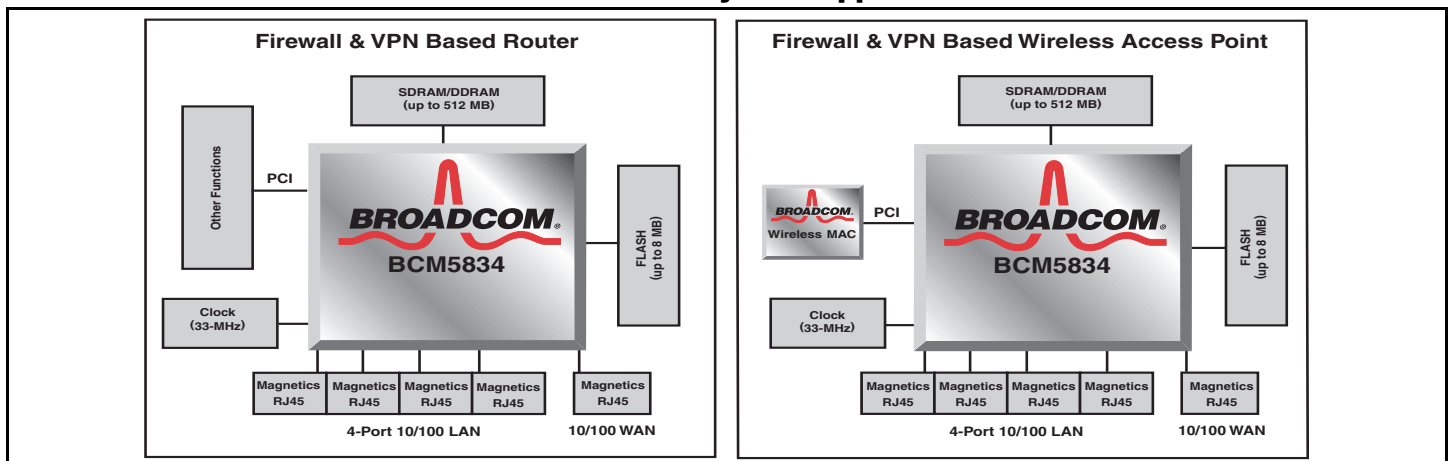 Firewall & VPN Based Router
SDRAM/DDRAM
(up to 512 MB)
Other Functions
PCI
BROADCOM®
BCM5834
FLASH
(up to 8 MB)
Clock
(33-MHz)
Magnetics
RJ45
Magnetics
RJ45
Magnetics
RJ45
Magnetics
RJ45
Magnetics
RJ45
4-Port 10/100 LAN
10/100 WAN
Firewall & VPN Based Wireless Access Point
SDRAM/DDRAM
(up to 512 MB)
BROADCOM®
Wireless MAC
PCI
BROADCOM®
BCM5834
FLASH
(up to 8 MB)
Clock
(33-MHz)
Magnetics
RJ45
Magnetics
RJ45
Magnetics
RJ45
Magnetics
RJ45
Magnetics
RJ45
4-Port 10/100 LAN
10/100 WAN